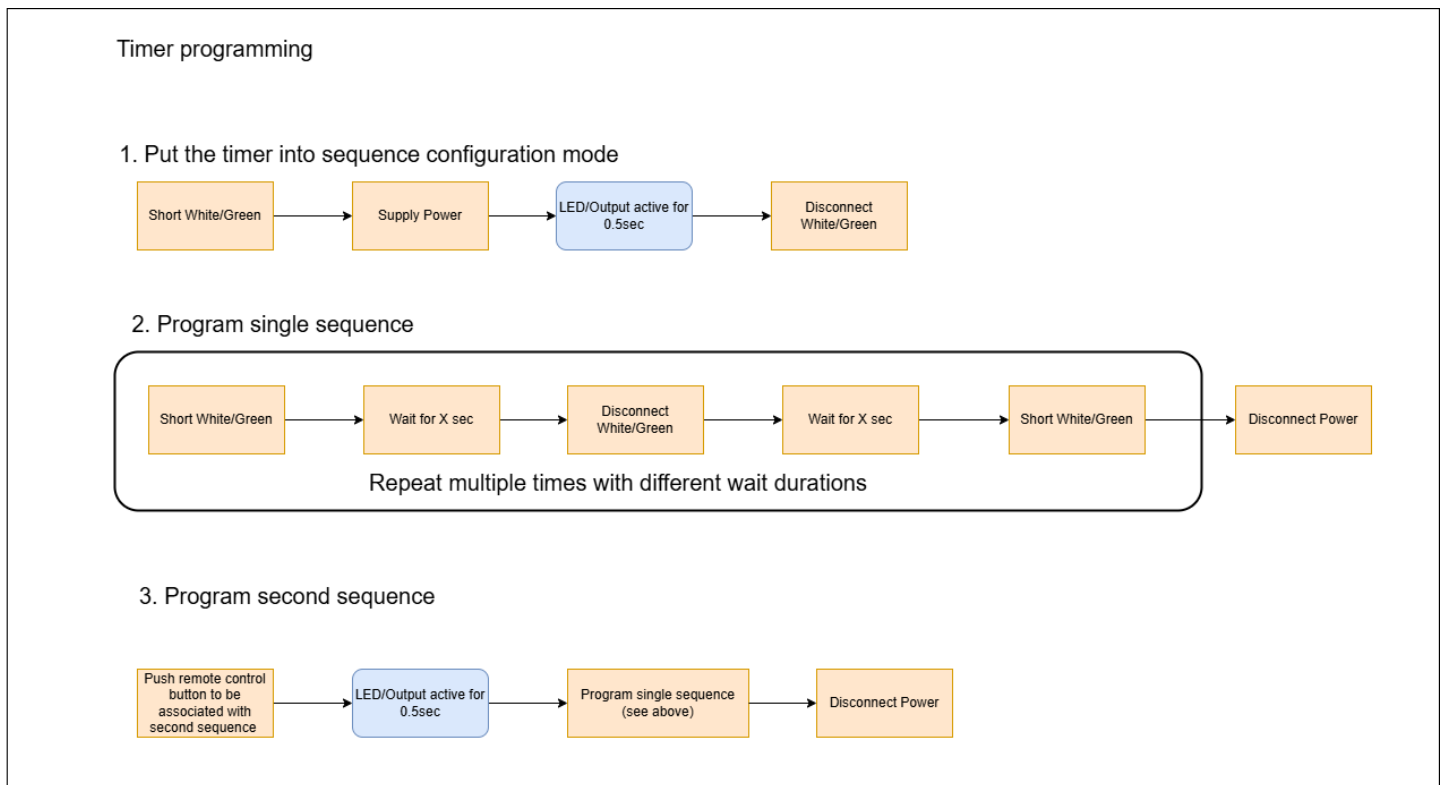 Timer programming
1. Put the timer into sequence configuration mode
Short White/Green
Supply Power
LED/Output active for
0.5sec
Disconnect
White/Green
2. Program single sequence
Short White/Green
Wait for X sec
Disconnect
White/Green
Wait for X sec
Short White/Green
Disconnect Power
Repeat multiple times with different wait durations
3. Program second sequence
Push remote control
button to be
associated with
second sequence
LED/Output active for
0.5sec
Program single sequence
(see above)
Disconnect Power